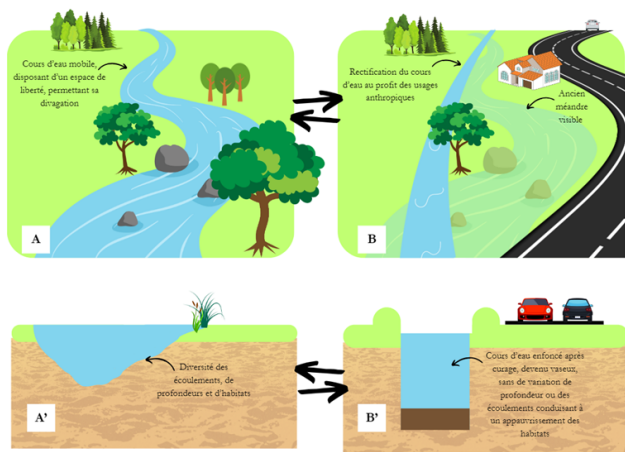 Cours d'eau mobile,
disposant d'un espace de
liberté, permettant sa
divagation
A
Rectification du cours
d'eau au profit des usages
anthropiques
Ancien
méandre
visible
B
Diversité des
écoulements, de
profondeurs et d'habitats
A'
Cours d'eau enfoncé après
curage, devenu vaseux,
sans de variation de
profondeur ou des
écoulements conduisant à
un appauvrissement des
habitats
B'